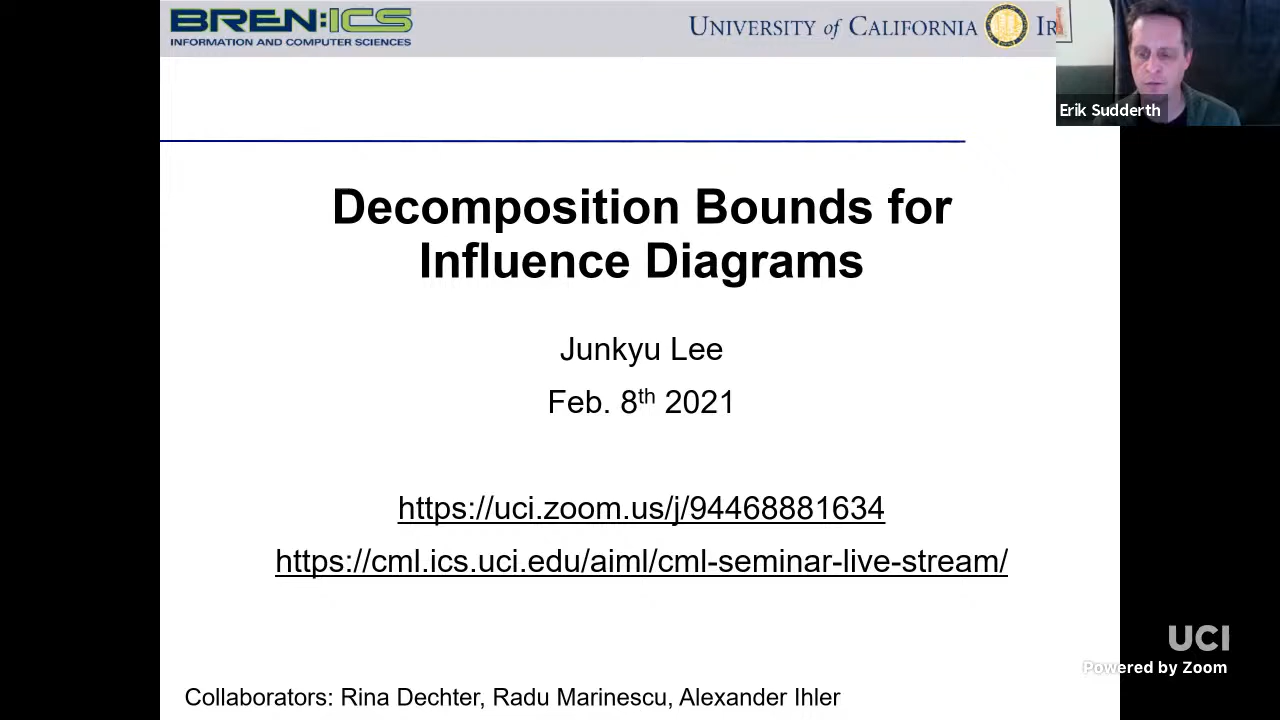 BREN:ICS
INFORMATION AND COMPUTER SCIENCES
UNIVERSITY of CALIFORNIA IR
Erik Sudderth
Decomposition Bounds for
Influence Diagrams
Junkyu Lee
Feb. 8th 2021
https://uci.zoom.us/j/94468881634
https://cml.ics.uci.edu/aiml/cml-seminar-live-stream/
UCI
Powered by Zoom
Collaborators: Rina Dechter, Radu Marinescu, Alexander Ihler